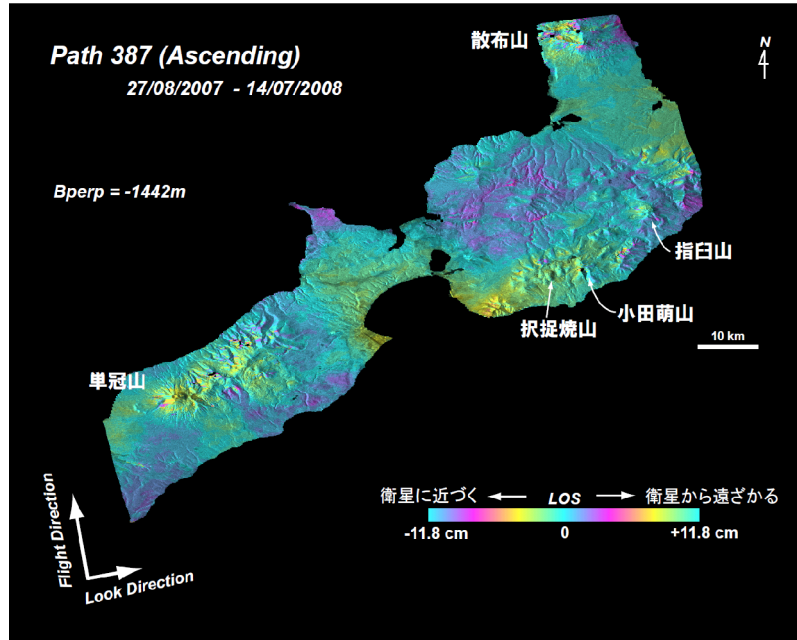 Path 387 (Ascending)
27/08/2007 - 14/07/2008
散布山
N
Bperp = -1442m
指臼山
小田萌山
択捉焼山
10 km
単冠山
衛星に近づく ← LOS → 衛星から遠ざかる
-11.8 cm 0 +11.8 cm
Flight Direction
Look Direction